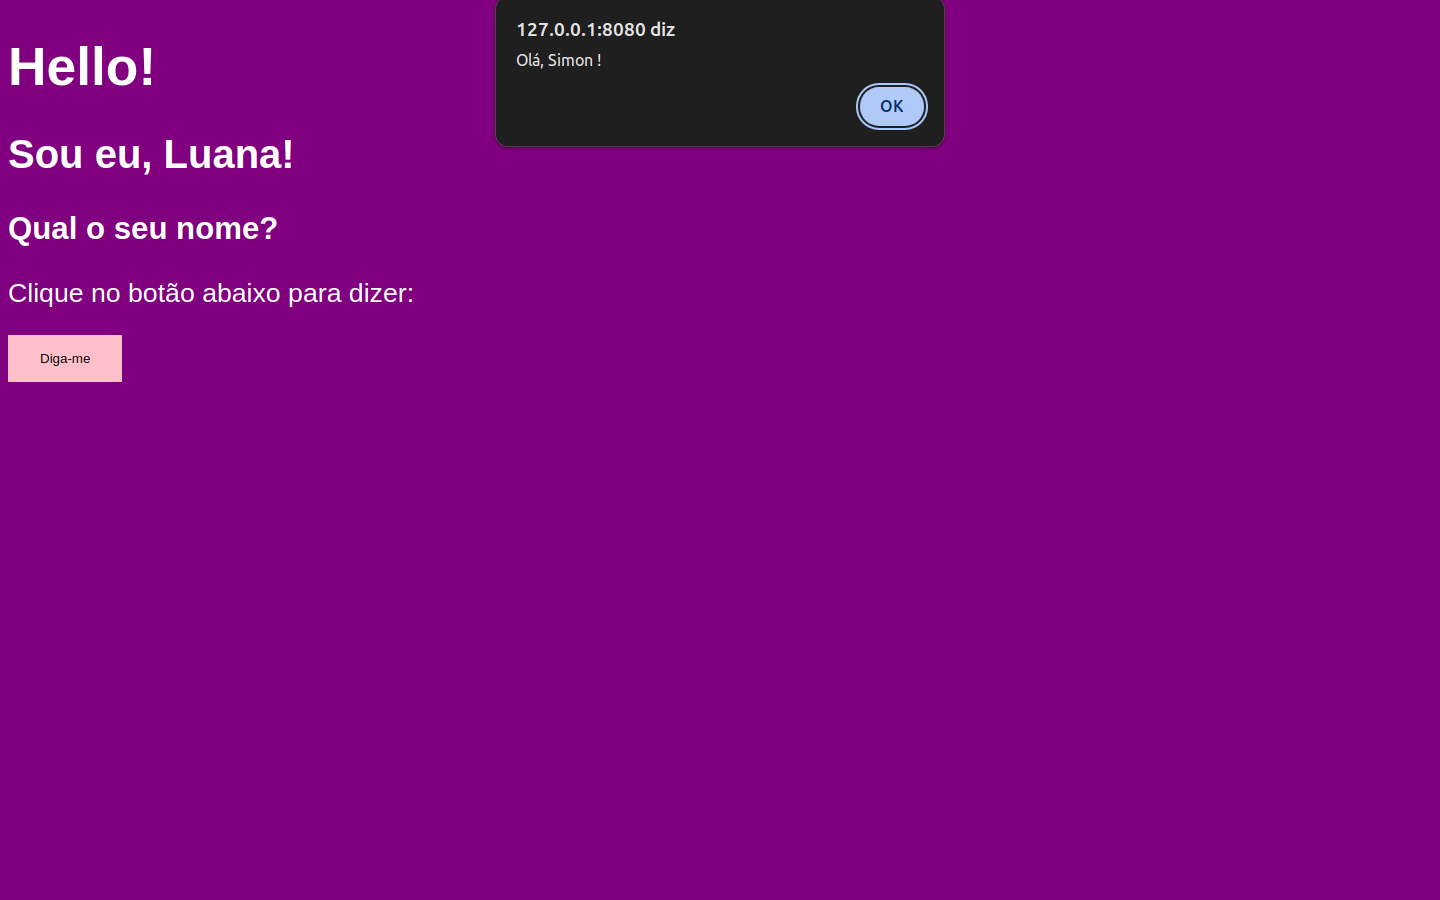 127.0.0.1:8080 diz
Olá, Simon !
OK
Hello!
Sou eu, Luana!
Qual o seu nome?
Clique no botão abaixo para dizer:
Diga-me